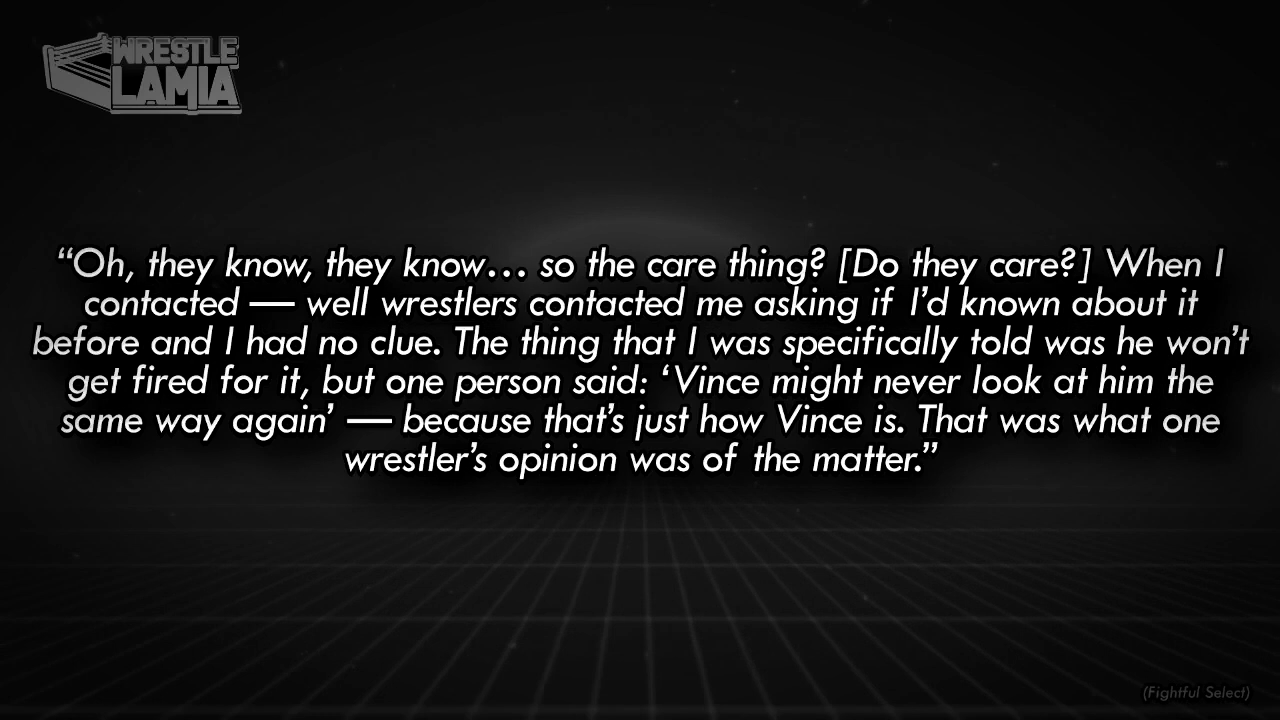 WRESTLE
LAMIA
“Oh, they know, they know… so the care thing? [Do they care?] When I
contacted — well wrestlers contacted me asking if I’d known about it
before and I had no clue. The thing that I was specifically told was he won’t
get fired for it, but one person said: ‘Vince might never look at him the
same way again’ — because that’s just how Vince is. That was what one
wrestler’s opinion was of the matter.”
(Fightful Select)